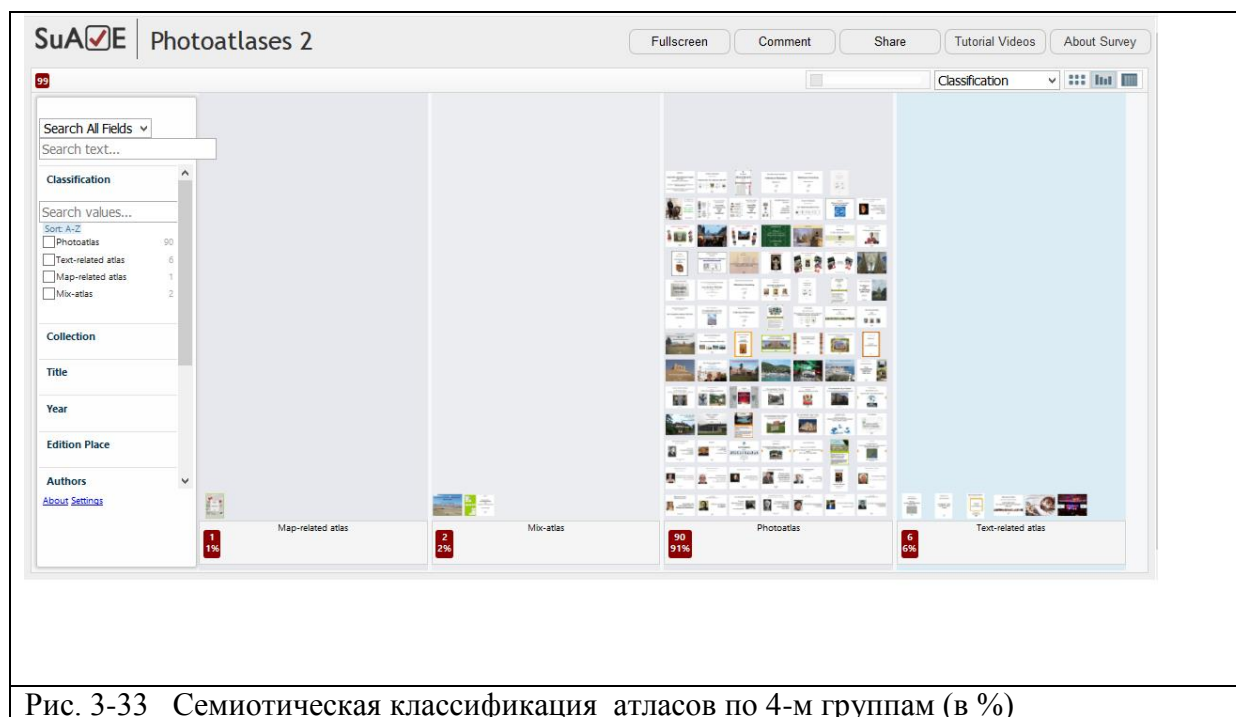 SuAVE Photoatlases 2
Fullscreen Comment Share Tutorial Videos About Survey
99
Classification
Search All Fields
Search text...
Classification
Search values...
Sort: A-Z
Photoatlas 90
Text-related atlas 6
Map-related atlas 1
Mix-atlas 2
Collection
Title
Year
Edition Place
Authors
About Settings
1
1%
Map-related atlas
2
2%
Mix-atlas
90
91%
Photoatlas
6
6%
Text-related atlas
Рис. 3-33 Семиотическая классификация атласов по 4-м группам (в %)